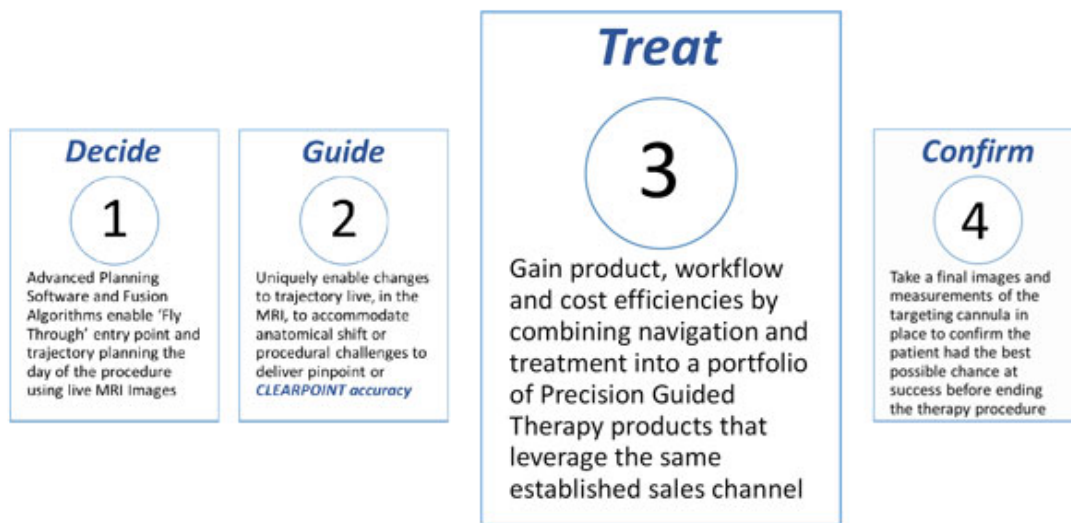 Decide
1
Advanced Planning
Software and Fusion
Algorithms enable ‘Fly
Through’ entry point and
trajectory planning the
day of the procedure
using live MRI Images
Guide
2
Uniquely enable changes
to trajectory live, in the
MRI, to accommodate
anatomical shift or
procedural challenges to
deliver pinpoint or
CLEARPOINT accuracy
Treat
3
Gain product, workflow
and cost efficiencies by
combining navigation and
treatment into a portfolio
of Precision Guided
Therapy products that
leverage the same
established sales channel
Confirm
4
Take a final images and
measurements of the
targeting cannula in
place to confirm the
patient had the best
possible chance at
success before ending
the therapy procedure